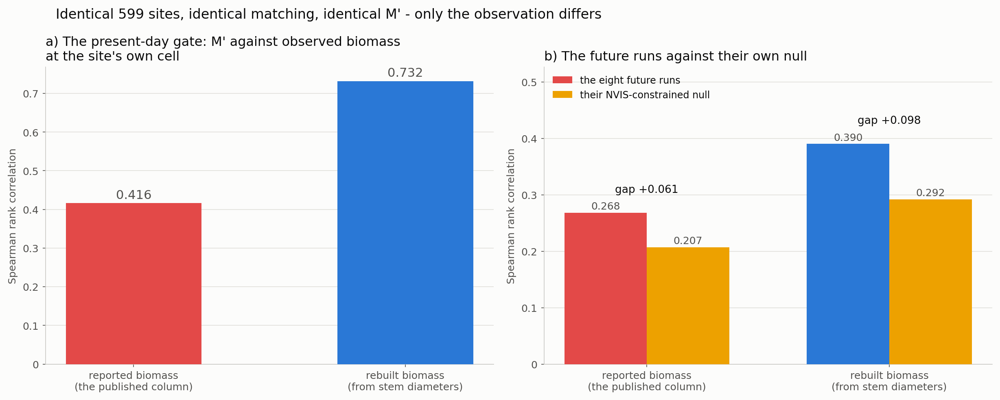 Identical 599 sites, identical matching, identical M' - only the observation differs
a) The present-day gate: M' against observed biomass
at the site's own cell
Spearman rank correlation
0.7
0.6
0.5
0.4
0.3
0.2
0.1
0
0.416
0.732
reported biomass
(the published column)
rebuilt biomass
(from stem diameters)
b) The future runs against their own null
the eight future runs
their NVIS-constrained null
Spearman rank correlation
0.5
0.4
0.3
0.2
0.1
0
gap +0.061
0.268
0.207
gap +0.098
0.390
0.292
reported biomass
(the published column)
rebuilt biomass
(from stem diameters)